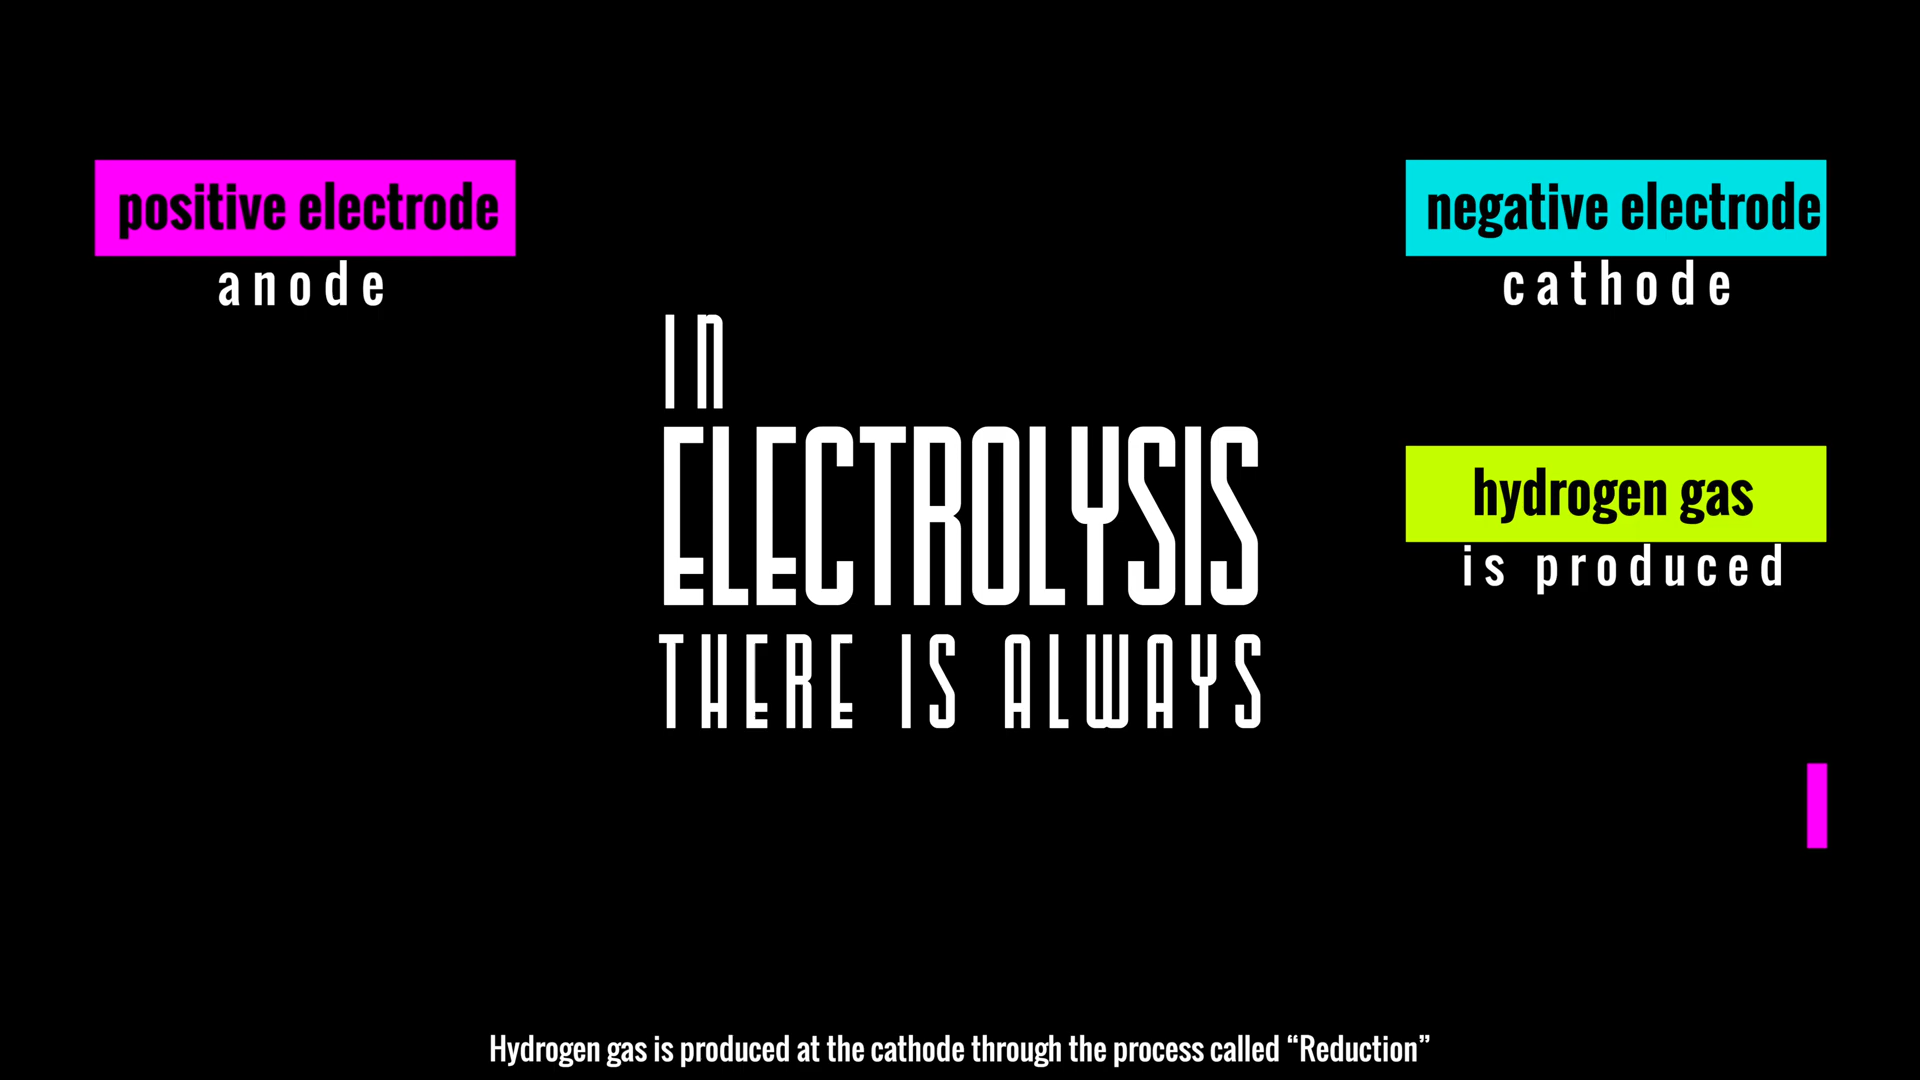 positive electrode
anode
IN
ELECTROLYSIS
THERE IS ALWAYS
negative electrode
cathode
hydrogen gas
is produced
Hydrogen gas is produced at the cathode through the process called “Reduction”